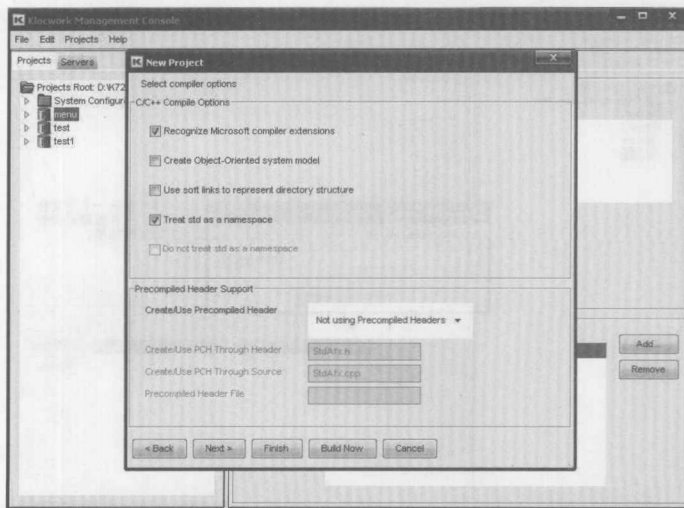 Klocwork Management Console
File Edit Projects Help
Projects Servers
Projects Root: D:\K72
System Configur
menu
test
test1
New Project
Select compiler options
C/C++ Compile Options
Recognize Microsoft compiler extensions
Create Object-Oriented system model
Use soft links to represent directory structure
Treat std as a namespace
Do not treat std as a namespace
Precompiled Header Support
Create/Use Precompiled Header
Not using Precompiled Headers
Create/Use PCH Through Header
StdAfx.h
Create/Use PCH Through Source
StdAfx.cpp
Precompiled Header File
< Back
Next >
Finish
Build Now
Cancel
Add...
Remove